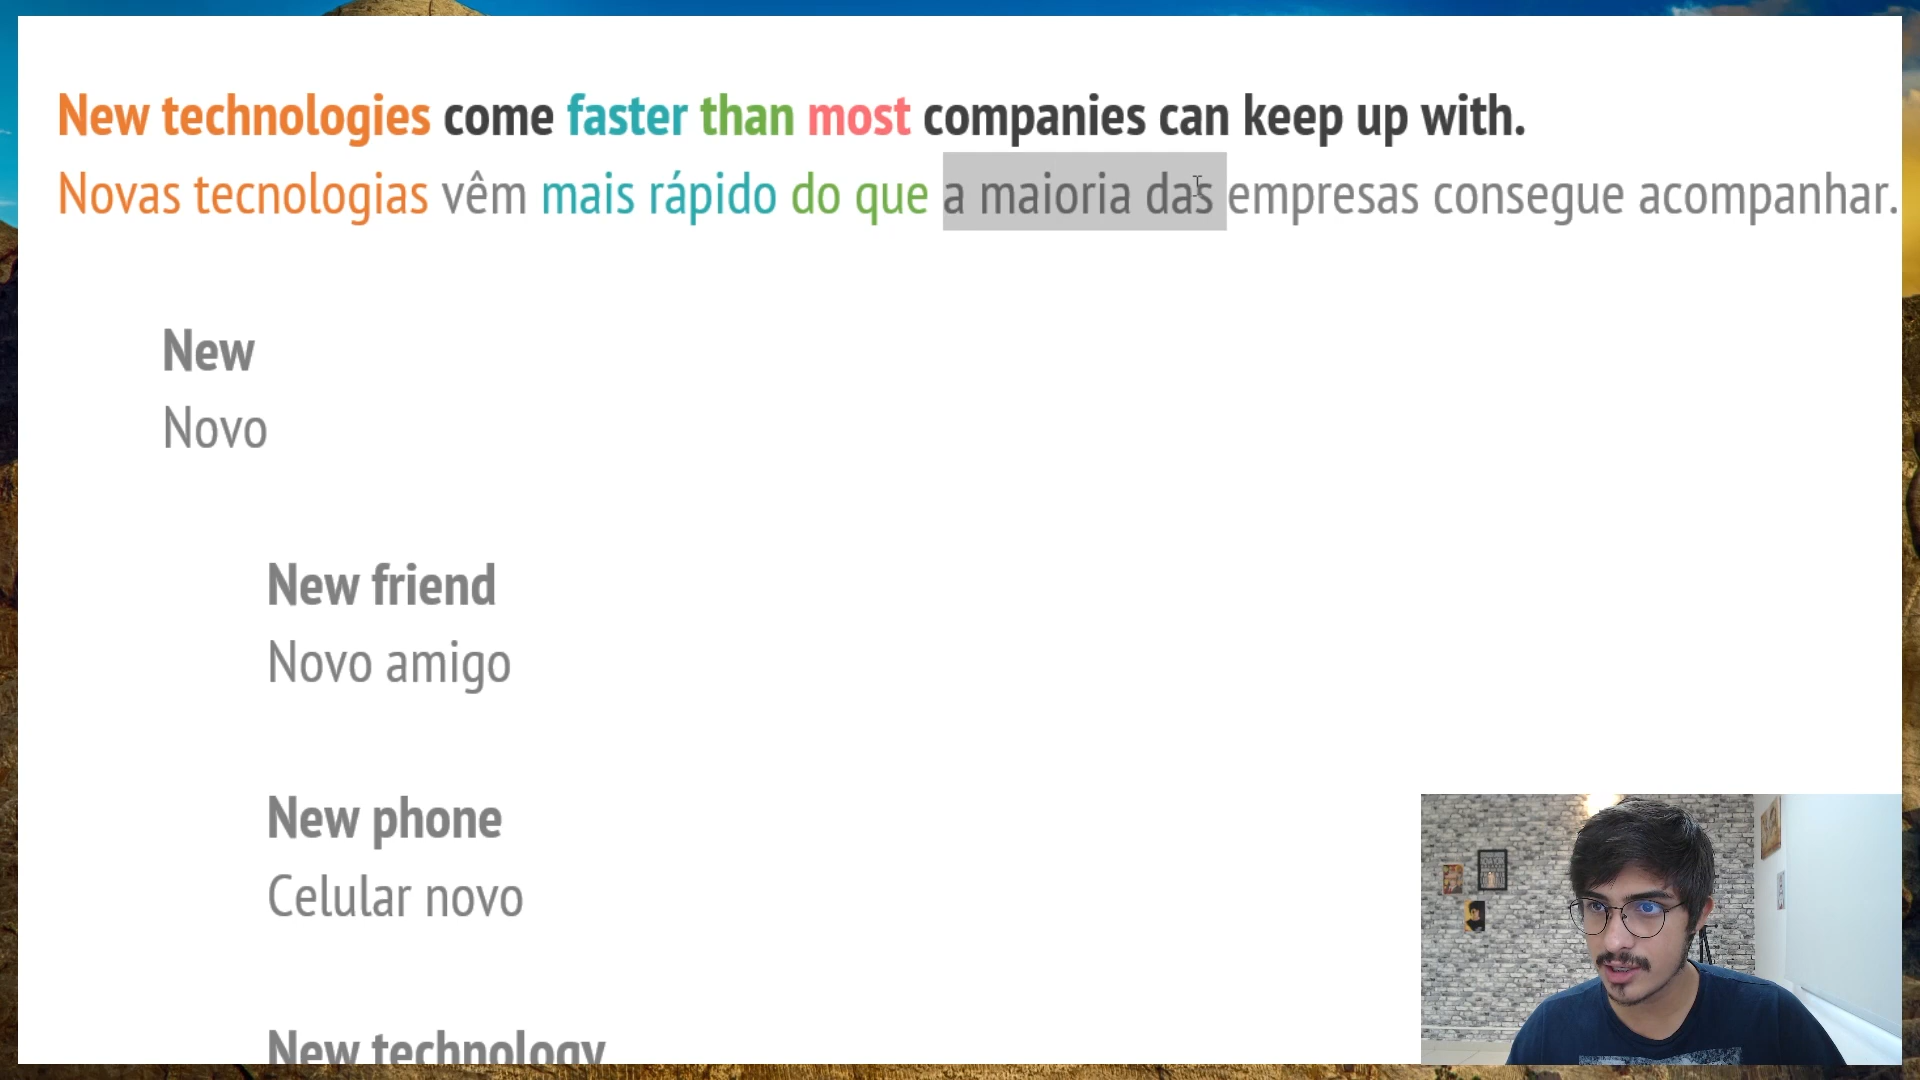 New technologies come faster than most companies can keep up with.
Novas tecnologias vêm mais rápido do que a maioria das empresas consegue acompanhar.
New
Novo
New friend
Novo amigo
New phone
Celular novo
New technology